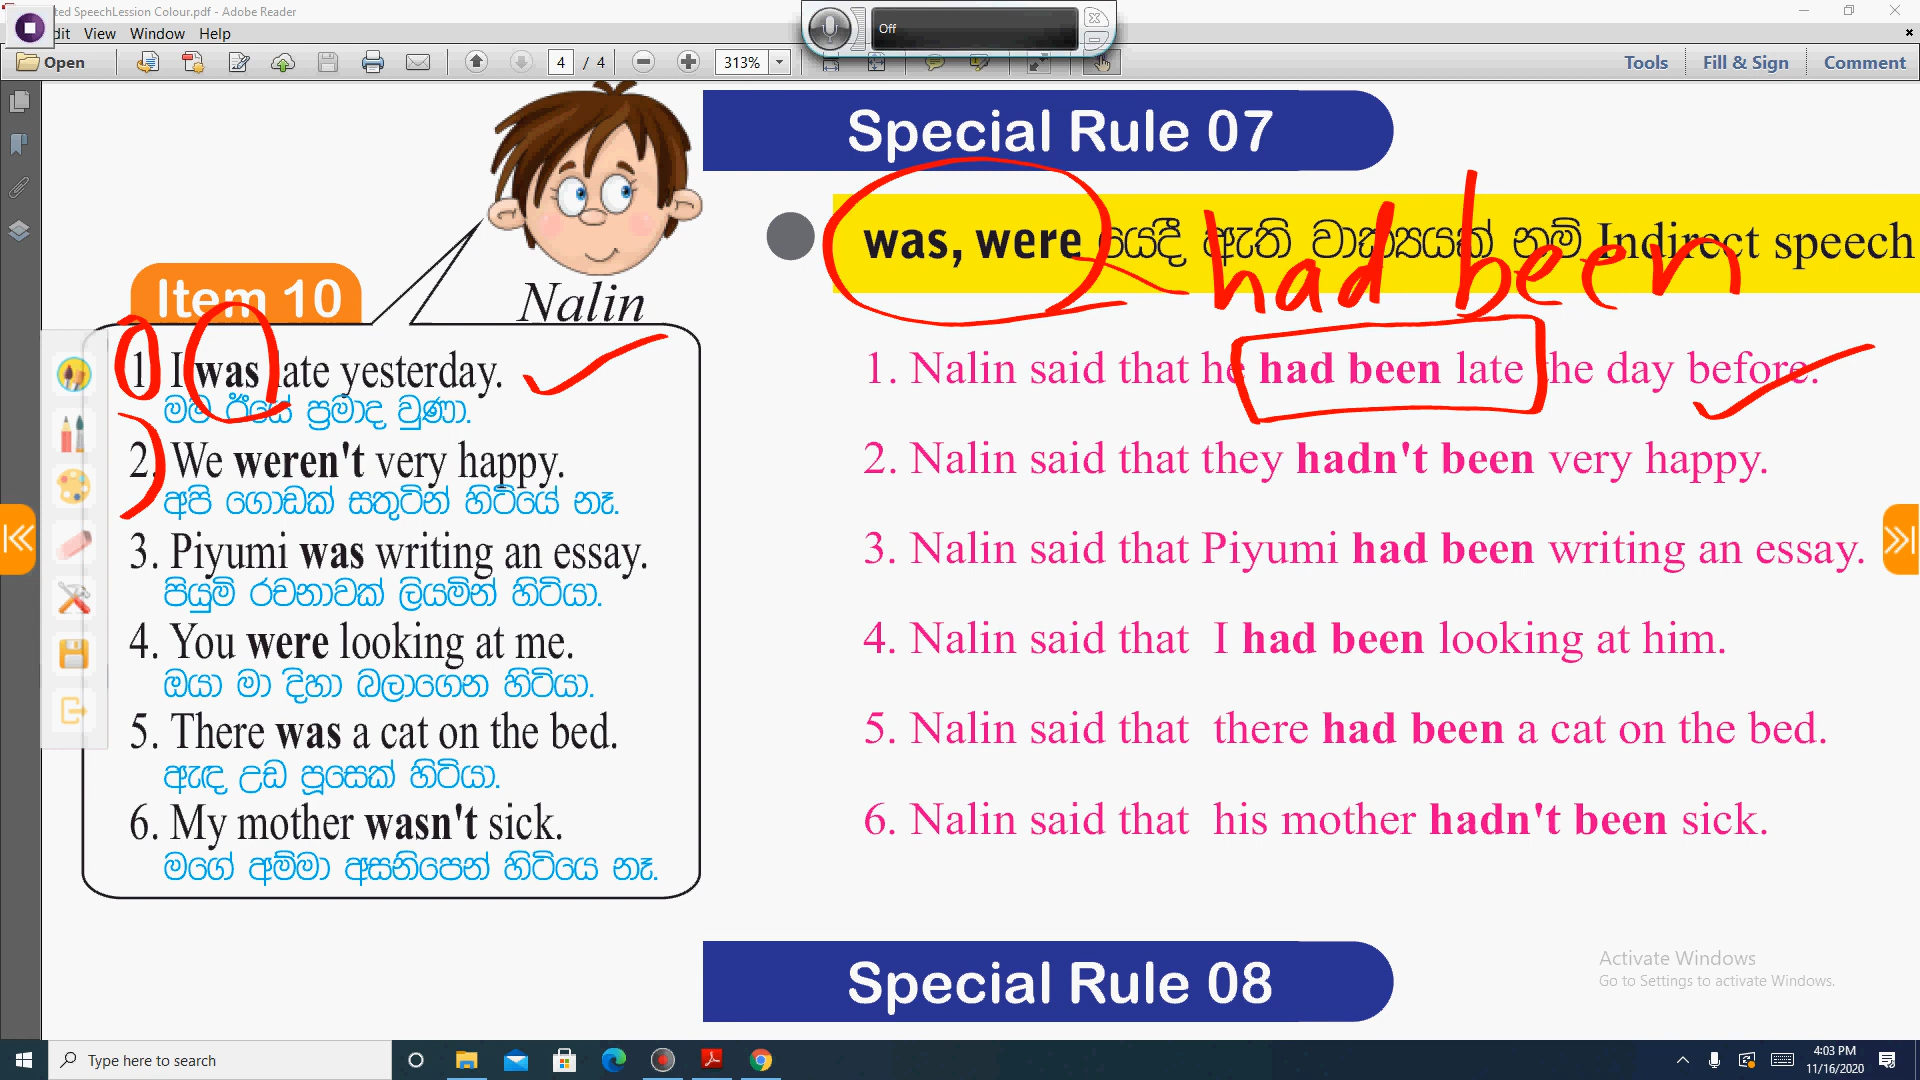 ted SpeechLession Colour.pdf - Adobe Reader
dit View Window Help
Off
Open
4 / 4
313%
Tools
Fill & Sign
Comment
Special Rule 07
was, were යෙදී ඇති වාක්‍යයක් නම් Indirect speech
had been
Item 10
Nalin
1. I was late yesterday.
මම ඊයේ ප්‍රමාද වුණා.
2. We weren't very happy.
අපි ගොඩක් සතුටින් හිටියේ නෑ.
3. Piyumi was writing an essay.
පියුමි රචනාවක් ලියමින් හිටියා.
4. You were looking at me.
ඔයා මා දිහා බලාගෙන හිටියා.
5. There was a cat on the bed.
ඇඳ උඩ පූසෙක් හිටියා.
6. My mother wasn't sick.
මගේ අම්මා අසනීපෙන් හිටියෙ නෑ.
1. Nalin said that he had been late the day before.
2. Nalin said that they hadn't been very happy.
3. Nalin said that Piyumi had been writing an essay.
4. Nalin said that I had been looking at him.
5. Nalin said that there had been a cat on the bed.
6. Nalin said that his mother hadn't been sick.
Special Rule 08
Activate Windows
Go to Settings to activate Windows.
Type here to search
4:03 PM
11/16/2020